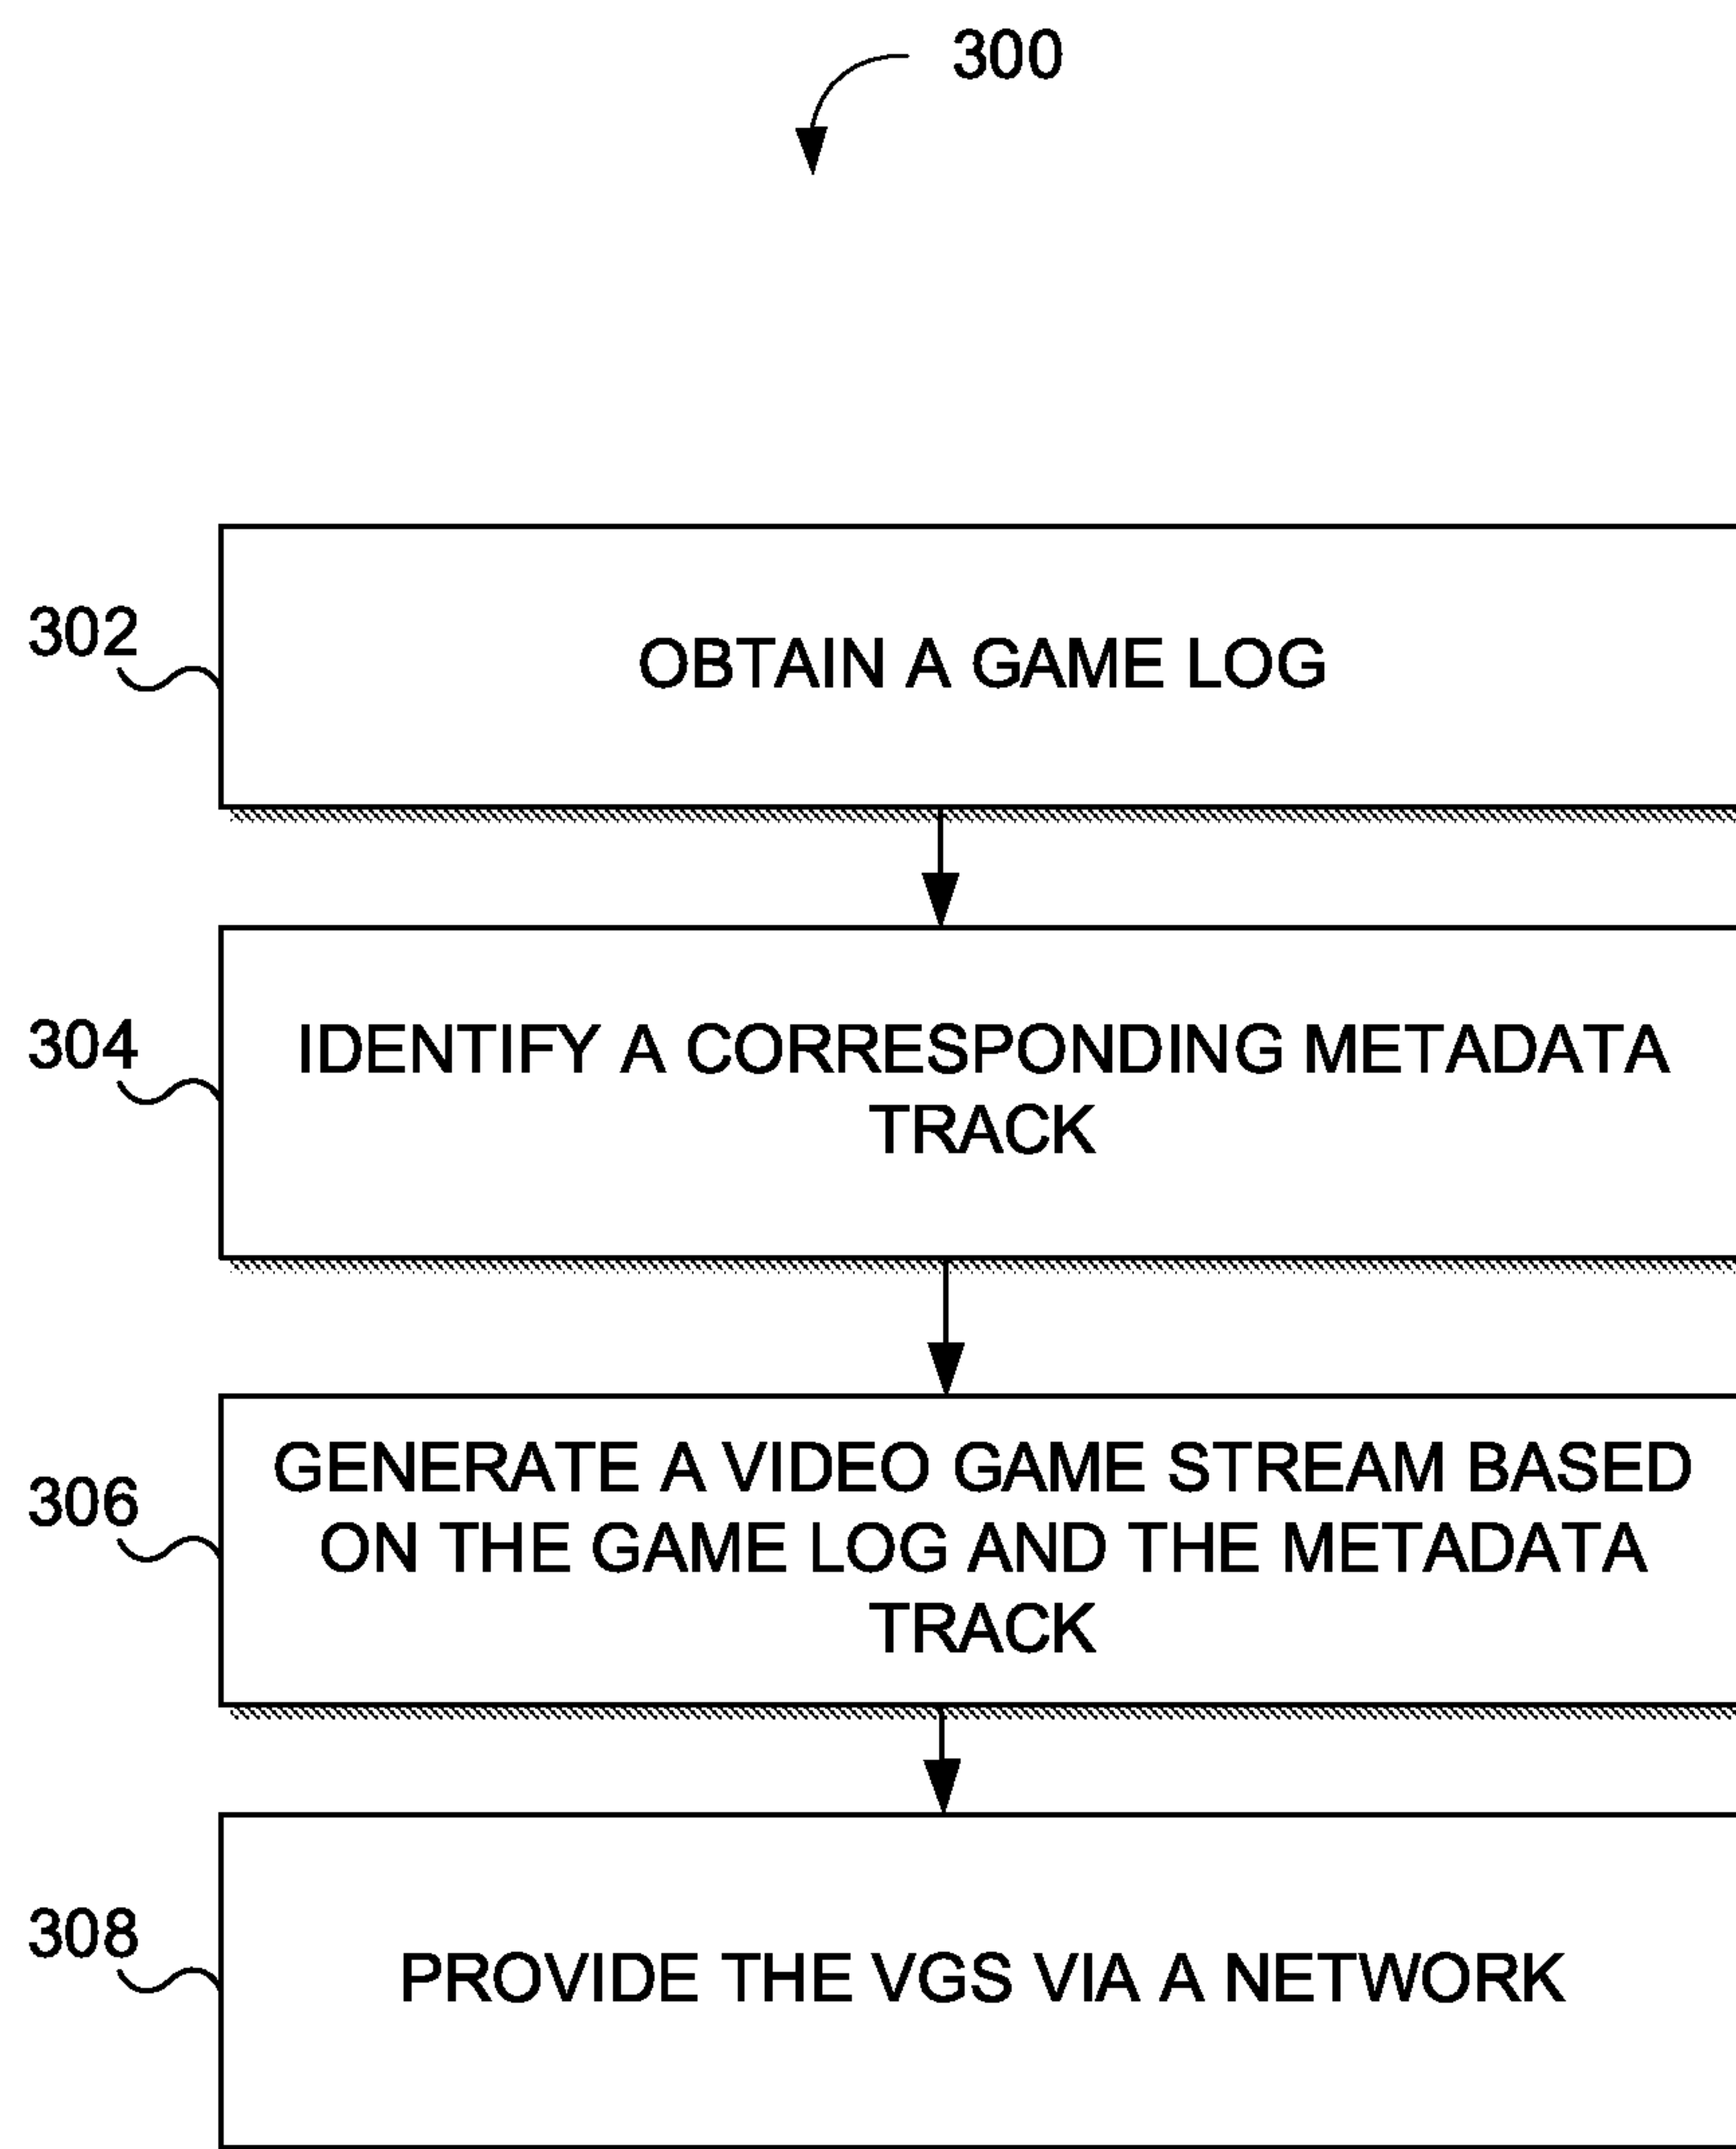 300
302
OBTAIN A GAME LOG
304
IDENTIFY A CORRESPONDING METADATA
TRACK
306
GENERATE A VIDEO GAME STREAM BASED
ON THE GAME LOG AND THE METADATA
TRACK
308
PROVIDE THE VGS VIA A NETWORK